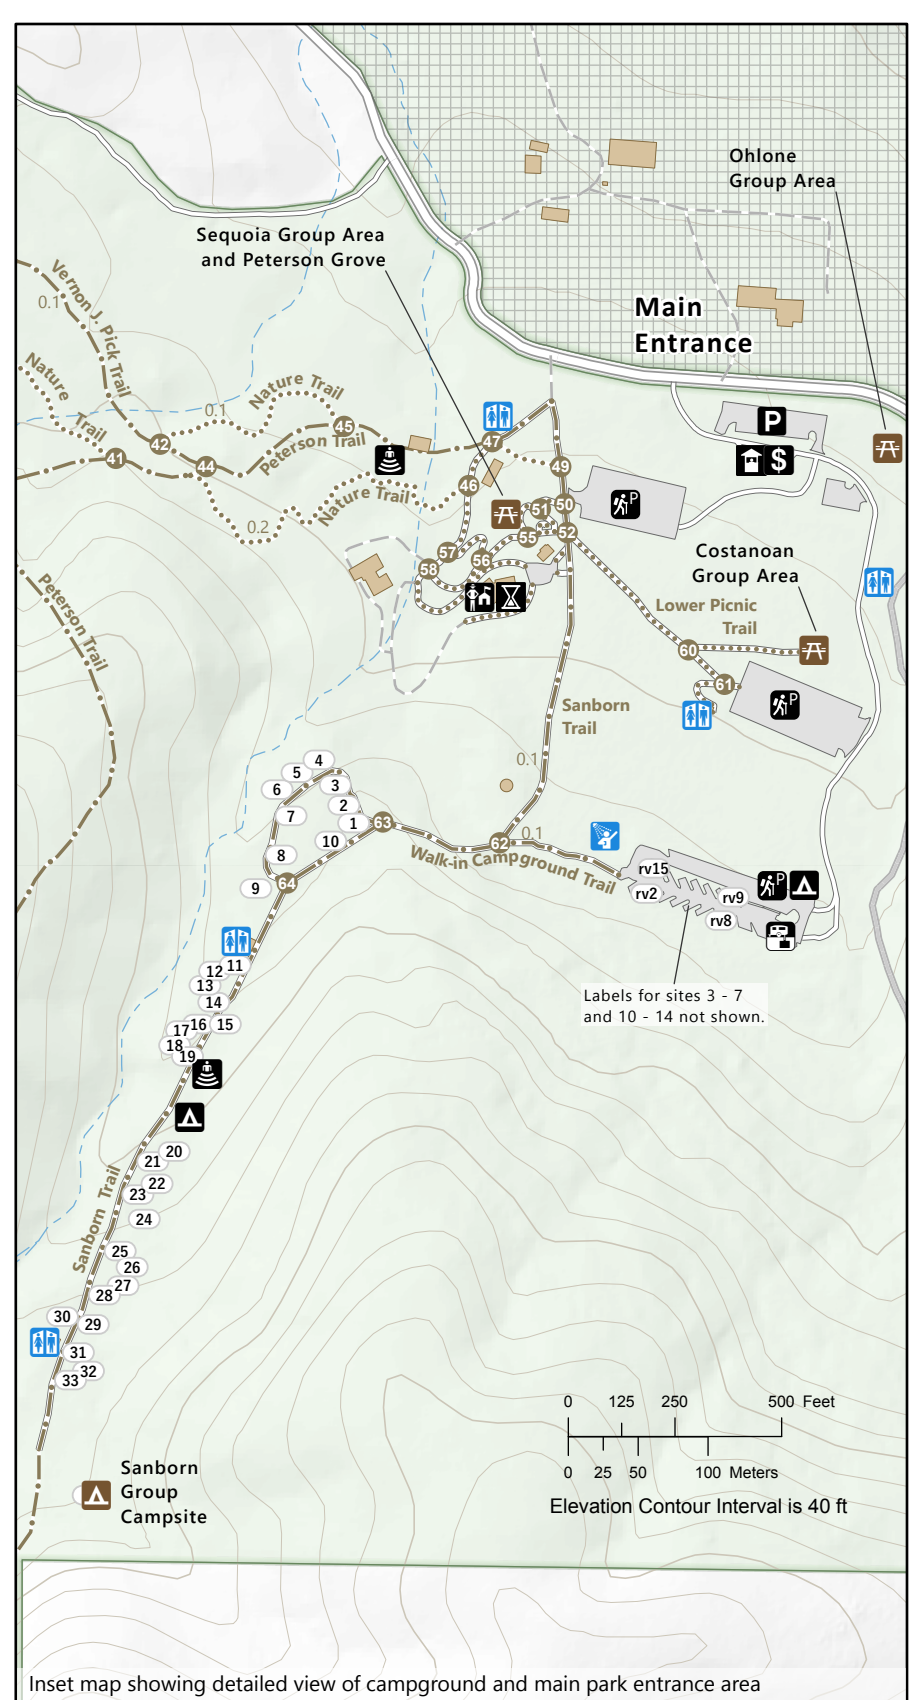 Ohlone
Group Area
Sequoia Group Area
and Peterson Grove
Main
Entrance
Vernon J. Pick Trail
0.1
Nature
Trail
0.1
Nature Trail
45
P
42
47
41
44
Peterson Trail
49
$
46
Nature Trail
51
50
P
0.2
55
52
57
56
58
Costanoan
Group Area
Peterson Trail
Lower Picnic
Trail
60
61
P
Sanborn
Trail
0.1
4
5
3
6
2
7
1
63
10
62
0.1
8
Walk-in Campground Trail
9
64
rv15
rv2
rv9
P
rv8
11
12
13
14
Labels for sites 3 - 7
and 10 - 14 not shown.
15
16
17
18
19
20
21
22
23
24
Sanborn Trail
25
26
27
28
30
29
31
32
33
0 125 250 500 Feet
0 25 50 100 Meters
Elevation Contour Interval is 40 ft
Sanborn
Group
Campsite
Inset map showing detailed view of campground and main park entrance area